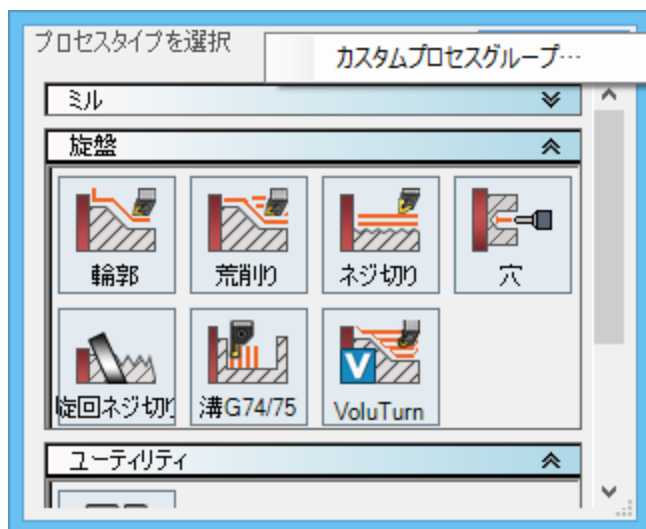 プロセスタイプを選択
カスタムプロセスグループ…
ミル
旋盤
輪郭
荒削り
ネジ切り
穴
旋回ネジ切り
溝G74/75
VoluTurn
V
ユーティリティ